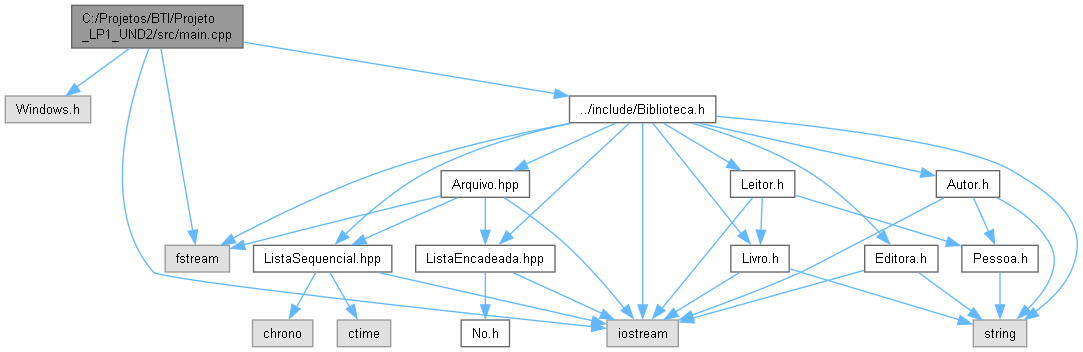 C:/Projetos/BTI/Projeto
_LP1_UND2/src/main.cpp
Windows.h
../include/Biblioteca.h
Arquivo.hpp
Leitor.h
Autor.h
fstream
ListaSequencial.hpp
ListaEncadeada.hpp
Livro.h
Editora.h
Pessoa.h
chrono
ctime
No.h
iostream
string